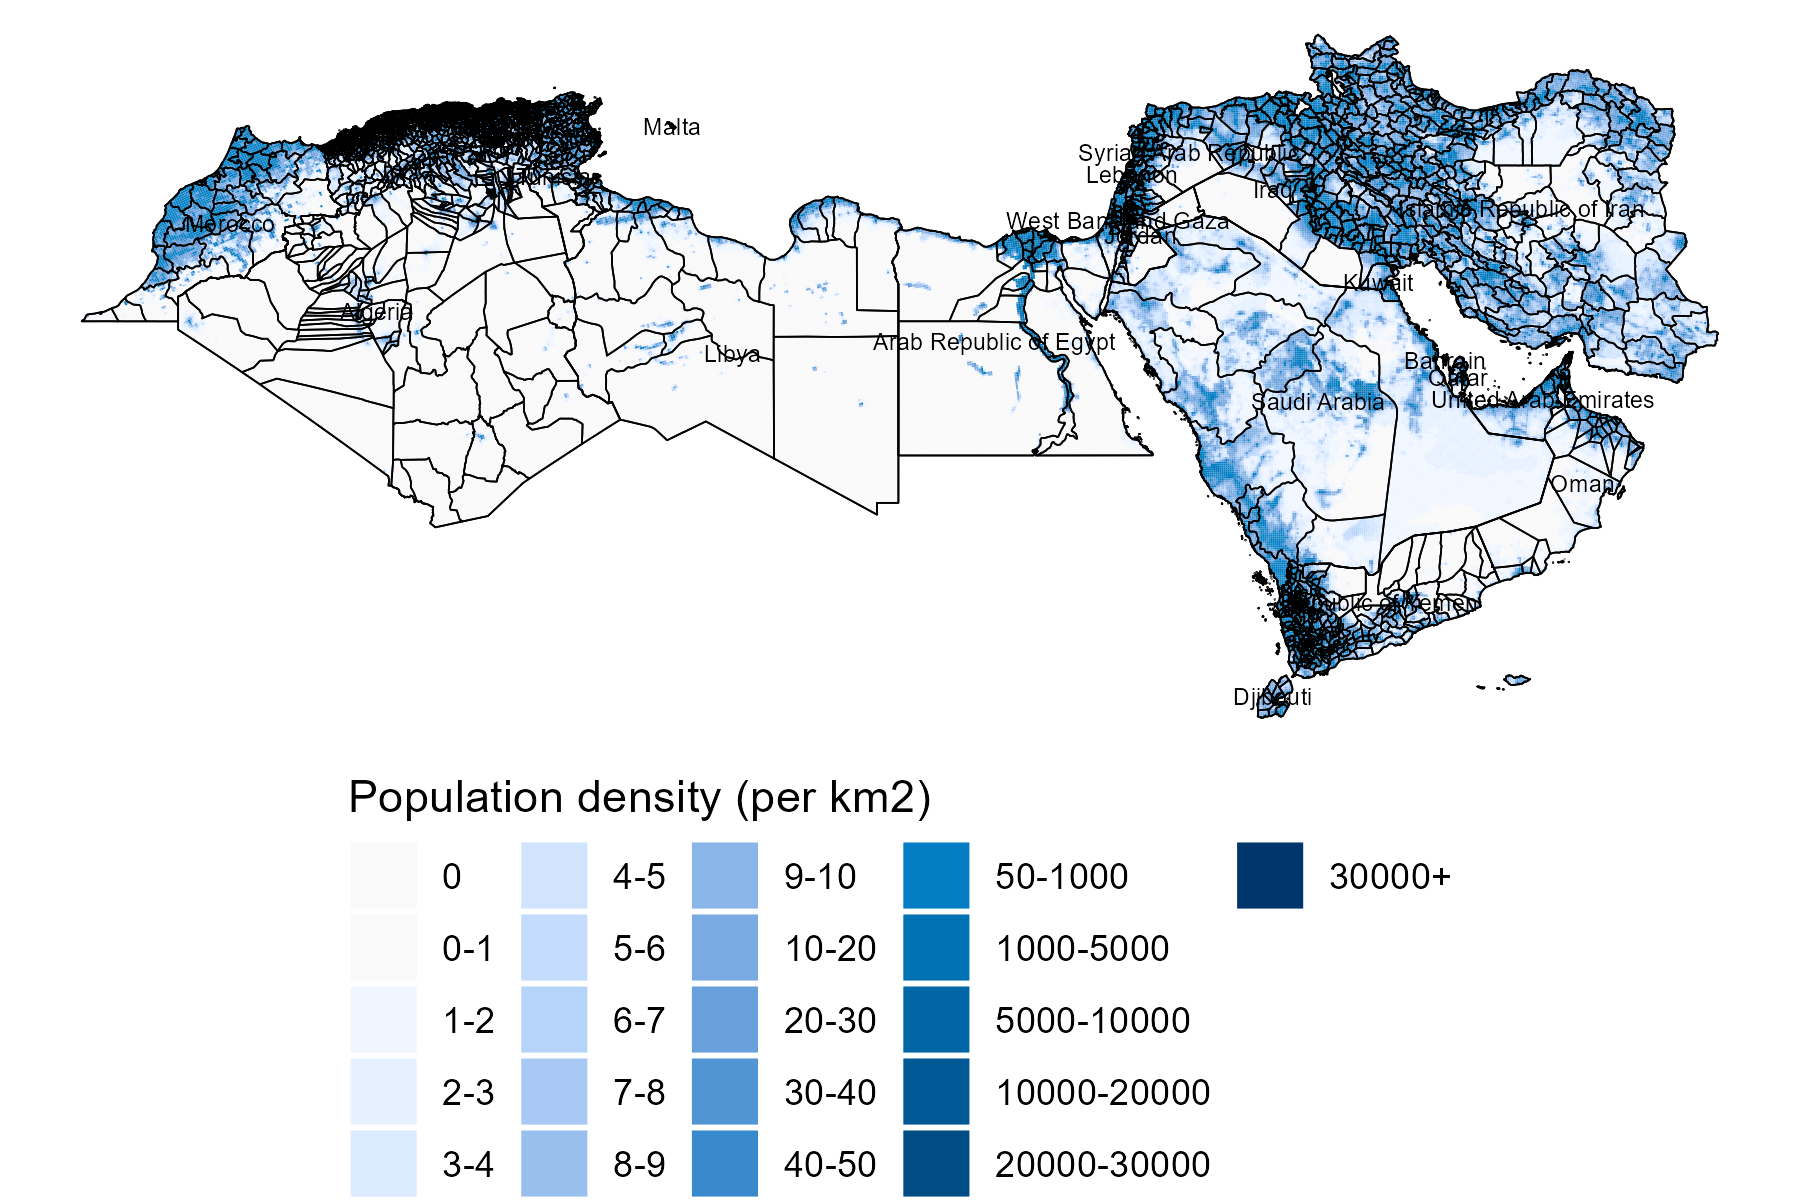 Malta
Syrian Arab Republic
Lebanon
Iraq
Tunisia
Morocco
West Bank and Gaza
Jordan
Islamic Republic of Iran
Kuwait
Algeria
Libya
Arab Republic of Egypt
Bahrain
Qatar
Saudi Arabia
United Arab Emirates
Oman
Republic of Yemen
Djibouti
Population density (per km2)
0
4-5
9-10
50-1000
30000+
0-1
5-6
10-20
1000-5000
1-2
6-7
20-30
5000-10000
2-3
7-8
30-40
10000-20000
3-4
8-9
40-50
20000-30000